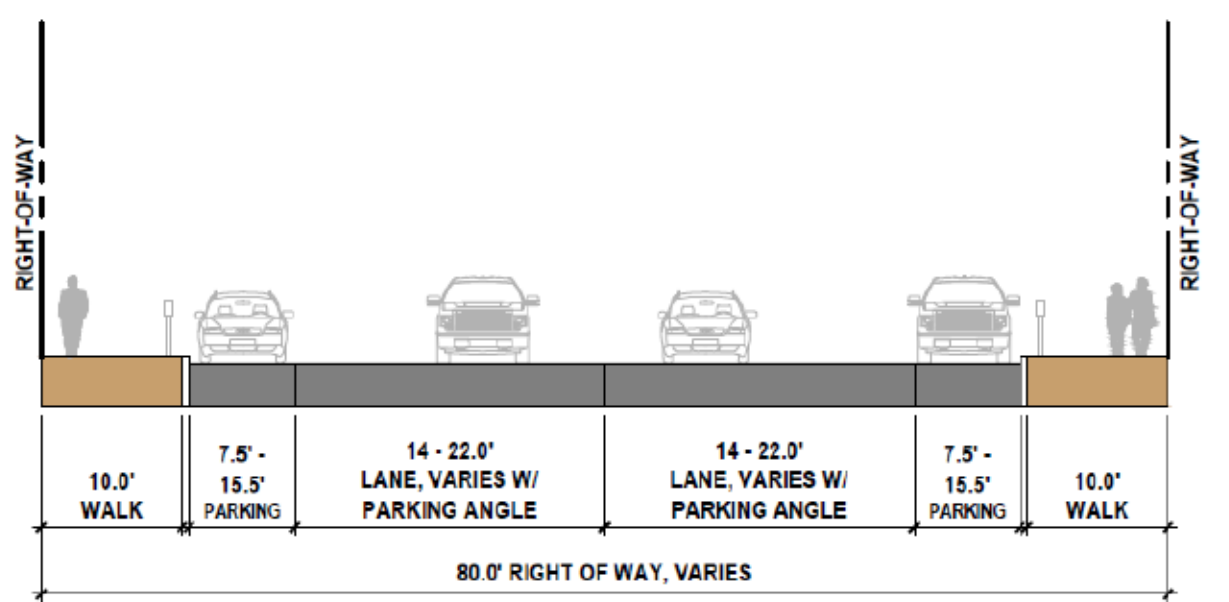 RIGHT-OF-WAY
RIGHT-OF-WAY
10.0'
WALK
7.5' -
15.5'
PARKING
14 - 22.0'
LANE, VARIES W/
PARKING ANGLE
14 - 22.0'
LANE, VARIES W/
PARKING ANGLE
7.5' -
15.5'
PARKING
10.0'
WALK
80.0' RIGHT OF WAY, VARIES